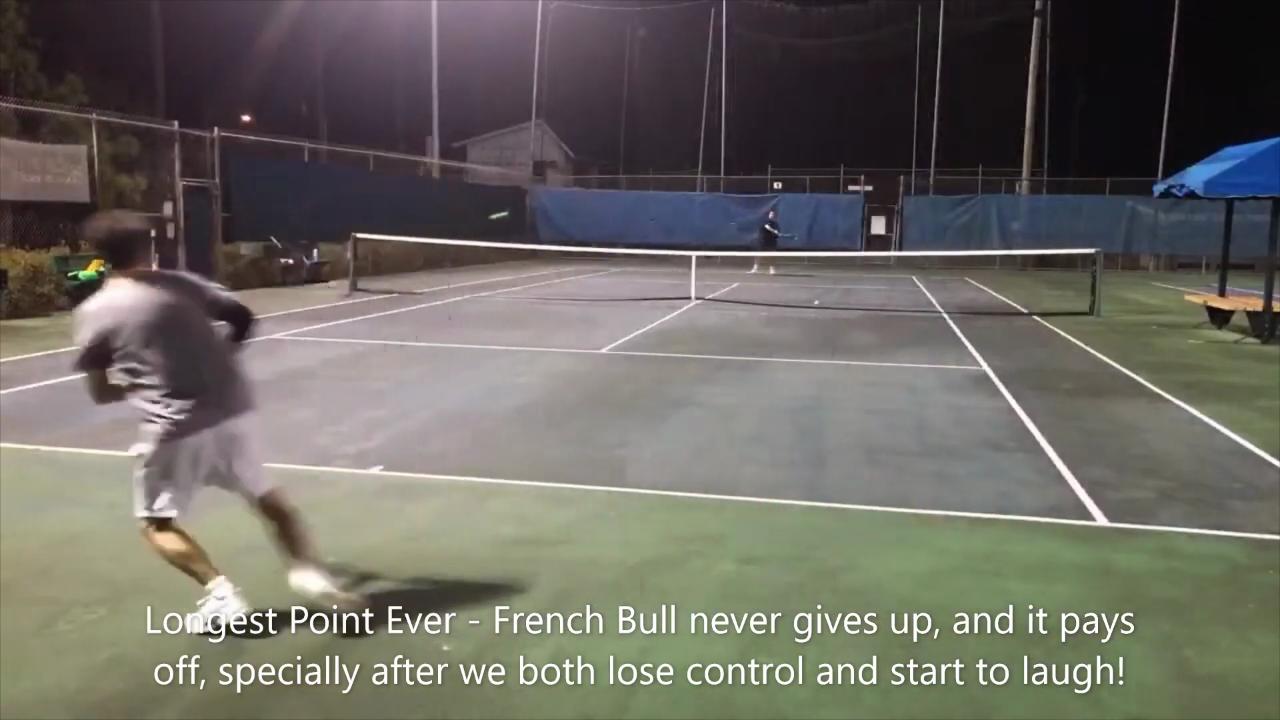 Longest Point Ever - French Bull never gives up, and it pays
off, specially after we both lose control and start to laugh!